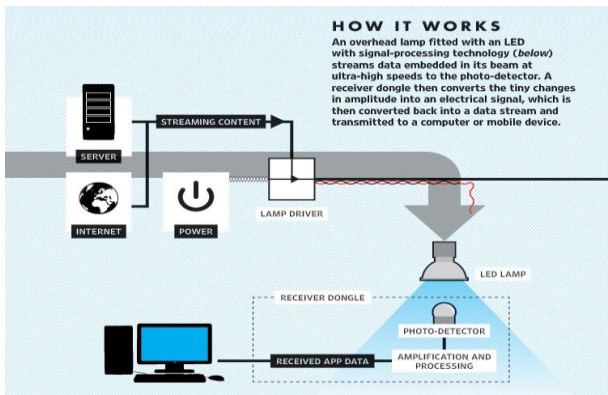 HOW IT WORKS
An overhead lamp fitted with an LED
with signal-processing technology (below)
streams data embedded in its beam at
ultra-high speeds to the photo-detector. A
receiver dongle then converts the tiny changes
in amplitude into an electrical signal, which is
then converted back into a data stream and
transmitted to a computer or mobile device.
STREAMING CONTENT
SERVER
INTERNET
POWER
LAMP DRIVER
LED LAMP
RECEIVER DONGLE
PHOTO-DETECTOR
RECEIVED APP DATA
AMPLIFICATION AND
PROCESSING